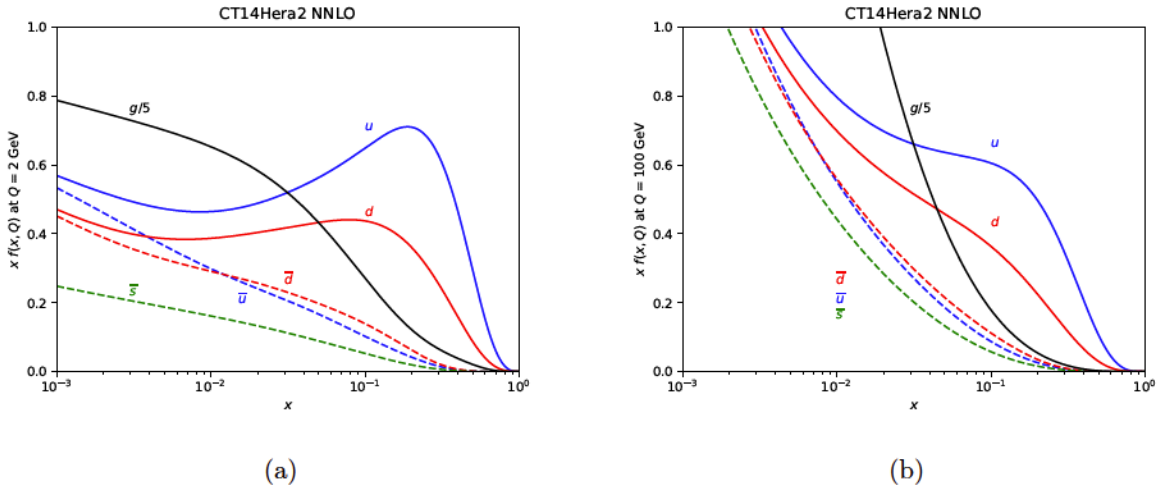 CT14Hera2 NNLO
1.0
0.8
0.6
0.4
0.2
0.0
x f(x, Q) at Q = 2 GeV
g/5
u
d
s̅
u̅
d̅
10⁻³
10⁻²
10⁻¹
10⁰
x
(a)
CT14Hera2 NNLO
1.0
0.8
0.6
0.4
0.2
0.0
x f(x, Q) at Q = 100 GeV
g/5
u
d
d̅
u̅
s̅
10⁻³
10⁻²
10⁻¹
10⁰
x
(b)